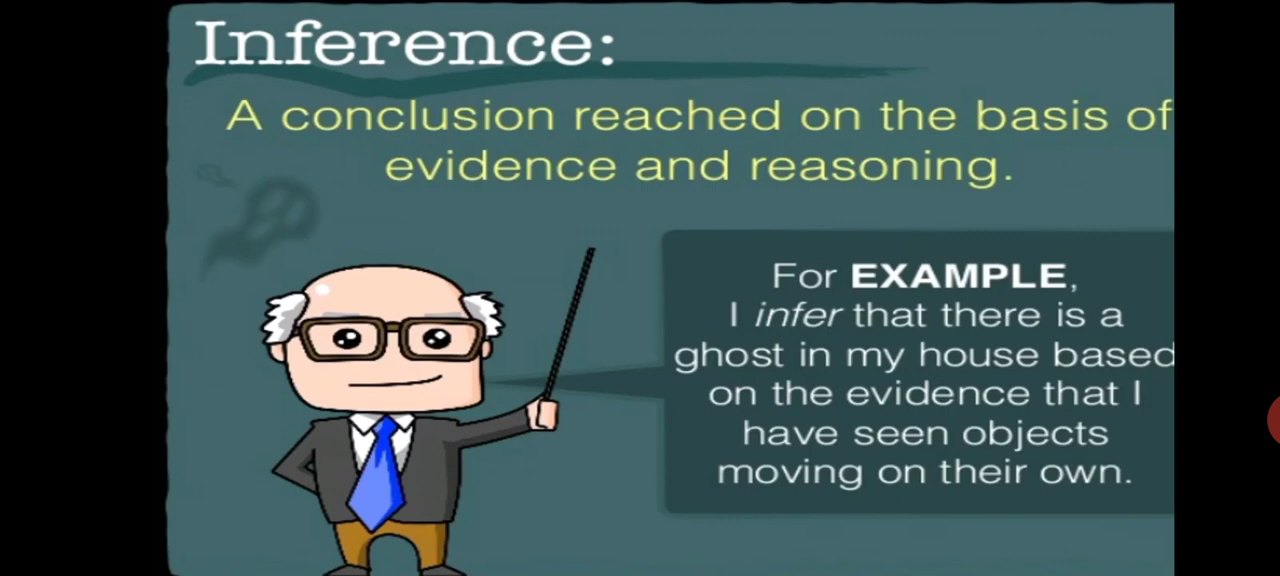 Inference:
A conclusion reached on the basis of
evidence and reasoning.
For EXAMPLE,
I infer that there is a
ghost in my house based
on the evidence that I
have seen objects
moving on their own.